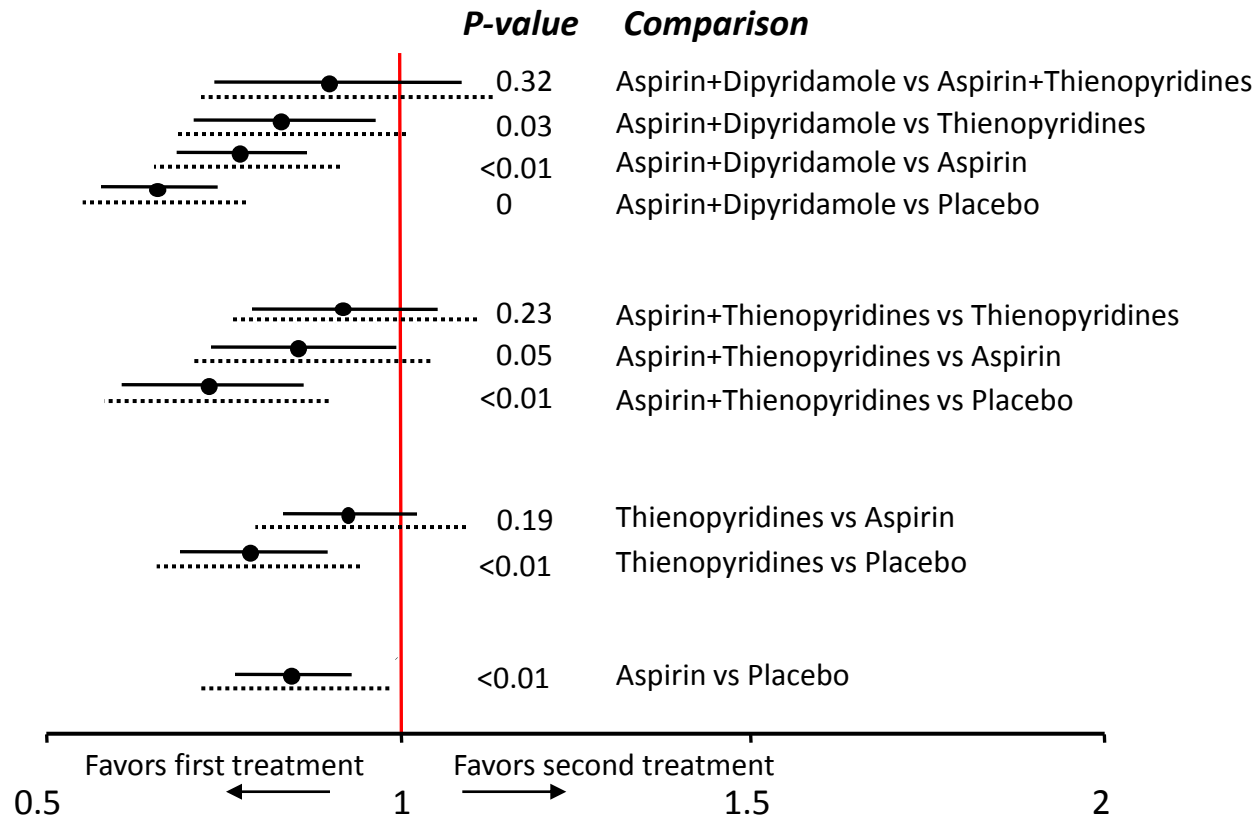 P-value Comparison
0.32 Aspirin+Dipyridamole vs Aspirin+Thienopyridines
0.03 Aspirin+Dipyridamole vs Thienopyridines
<0.01 Aspirin+Dipyridamole vs Aspirin
0 Aspirin+Dipyridamole vs Placebo
0.23 Aspirin+Thienopyridines vs Thienopyridines
0.05 Aspirin+Thienopyridines vs Aspirin
<0.01 Aspirin+Thienopyridines vs Placebo
0.19 Thienopyridines vs Aspirin
<0.01 Thienopyridines vs Placebo
<0.01 Aspirin vs Placebo
Favors first treatment Favors second treatment
0.5 1 1.5 2